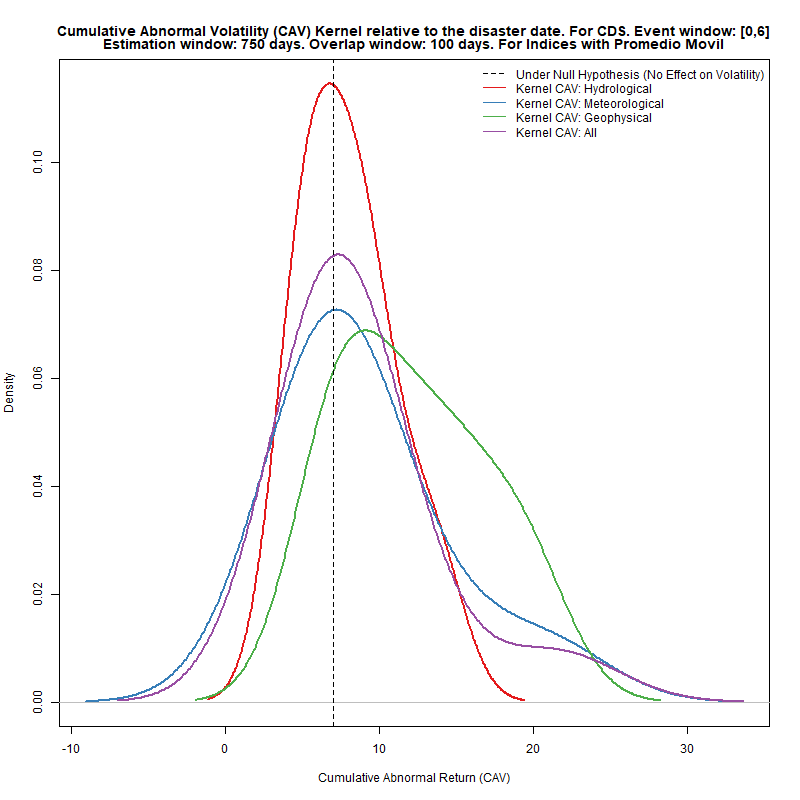 Cumulative Abnormal Volatility (CAV) Kernel relative to the disaster date. For CDS. Event window: [0,6]
Estimation window: 750 days. Overlap window: 100 days. For Indices with Promedio Movil
Under Null Hypothesis (No Effect on Volatility)
Kernel CAV: Hydrological
Kernel CAV: Meteorological
Kernel CAV: Geophysical
Kernel CAV: All
0.10
0.08
0.06
Density
0.04
0.02
0.00
-10 0 10 20 30
Cumulative Abnormal Return (CAV)